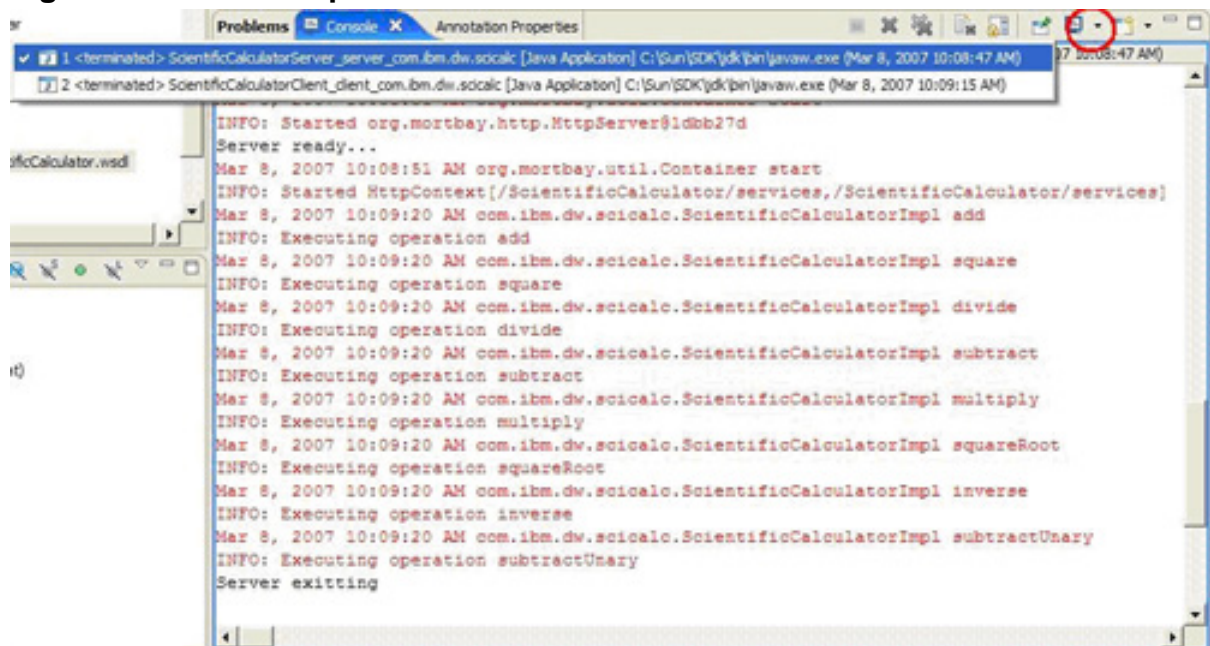 Problems Console Annotation Properties
1 <terminated> ScientificCalculatorServer_server_com.ibm.dw.scicalc [Java Application] C:\Sun\SDK\jdk\bin\javaw.exe (Mar 8, 2007 10:08:47 AM)
07 10:08:47 AM)
2 <terminated> ScientificCalculatorClient_client_com.ibm.dw.scicalc [Java Application] C:\Sun\SDK\jdk\bin\javaw.exe (Mar 8, 2007 10:09:15 AM)
INFO: Started org.mortbay.http.HttpServer@1dbb27d
Server ready...
ificCalculator.wsdl
Mar 8, 2007 10:08:51 AM org.mortbay.util.Container start
INFO: Started HttpContext[/ScientificCalculator/services,/ScientificCalculator/services]
Mar 8, 2007 10:09:20 AM com.ibm.dw.scicalc.ScientificCalculatorImpl add
INFO: Executing operation add
Mar 8, 2007 10:09:20 AM com.ibm.dw.scicalc.ScientificCalculatorImpl square
INFO: Executing operation square
Mar 8, 2007 10:09:20 AM com.ibm.dw.scicalc.ScientificCalculatorImpl divide
INFO: Executing operation divide
Mar 8, 2007 10:09:20 AM com.ibm.dw.scicalc.ScientificCalculatorImpl subtract
INFO: Executing operation subtract
Mar 8, 2007 10:09:20 AM com.ibm.dw.scicalc.ScientificCalculatorImpl multiply
INFO: Executing operation multiply
Mar 8, 2007 10:09:20 AM com.ibm.dw.scicalc.ScientificCalculatorImpl squareRoot
INFO: Executing operation squareRoot
Mar 8, 2007 10:09:20 AM com.ibm.dw.scicalc.ScientificCalculatorImpl inverse
INFO: Executing operation inverse
Mar 8, 2007 10:09:20 AM com.ibm.dw.scicalc.ScientificCalculatorImpl subtractUnary
INFO: Executing operation subtractUnary
Server exitting